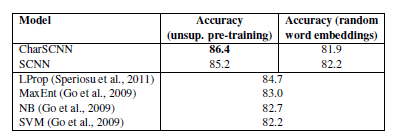 Model Accuracy Accuracy (random
(unsup. pre-training) word embeddings)
CharSCNN 86.4 81.9
SCNN 85.2 82.2
LProp (Speriosu et al., 2011) 84.7
MaxEnt (Go et al., 2009) 83.0
NB (Go et al., 2009) 82.7
SVM (Go et al., 2009) 82.2